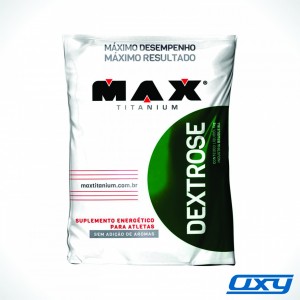 MÁXIMO DESEMPENHO
MÁXIMO RESULTADO
MAX
TITANIUM
DEXTROSE
maxtitanium.com.br
SUPLEMENTO ENERGÉTICO
PARA ATLETAS
SEM ADIÇÃO DE AROMAS
oxy